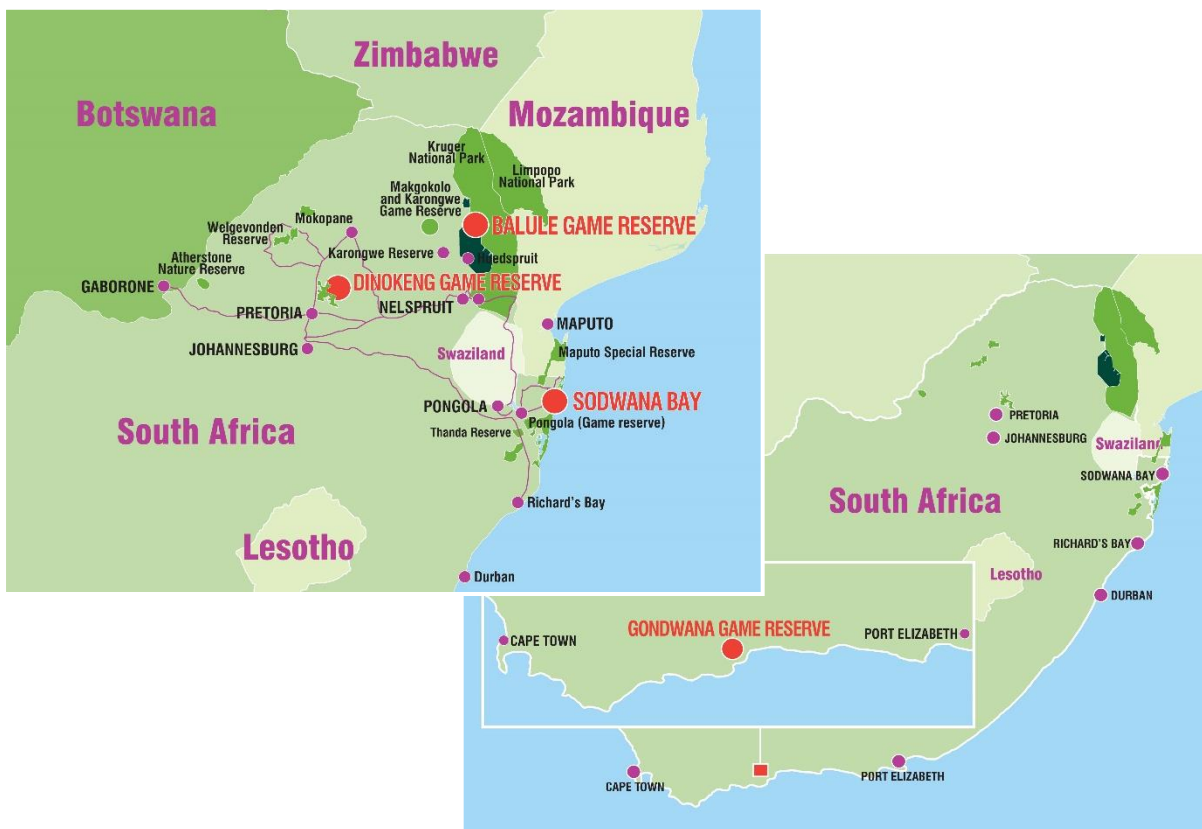 Zimbabwe
Botswana
Mozambique
Kruger
National Park
Limpopo
National Park
Makgokolo
and Karongwe
Game Reserve
Welgevonden
Reserve
Mokopane
BALULE GAME RESERVE
Karongwe Reserve
Hoedspruit
Atherstone
Nature Reserve
GABORONE
DINOKENG GAME RESERVE
PRETORIA
NELSPRUIT
JOHANNESBURG
MAPUTO
Swaziland
Maputo Special Reserve
PONGOLA
SODWANA BAY
South Africa
Thanda Reserve
Pongola (Game reserve)
Richard's Bay
Lesotho
Durban
PRETORIA
JOHANNESBURG
Swaziland
SODWANA BAY
South Africa
RICHARD'S BAY
Lesotho
DURBAN
GONDWANA GAME RESERVE
CAPE TOWN
PORT ELIZABETH
CAPE TOWN
PORT ELIZABETH